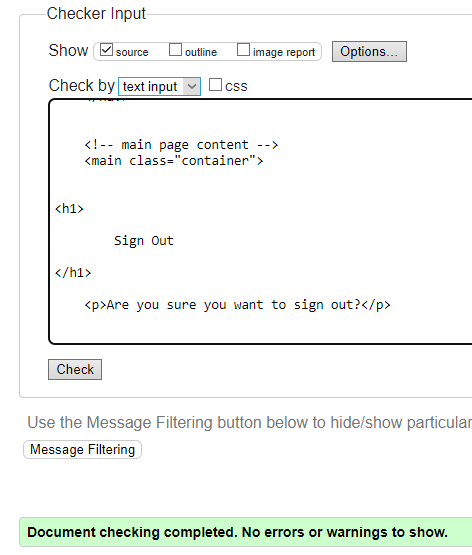 Checker Input
Show source outline image report Options...
Check by text input css
<!-- main page content -->
<main class="container">
<h1>
Sign Out
</h1>
<p>Are you sure you want to sign out?</p>
Check
Use the Message Filtering button below to hide/show particular
Message Filtering
Document checking completed. No errors or warnings to show.